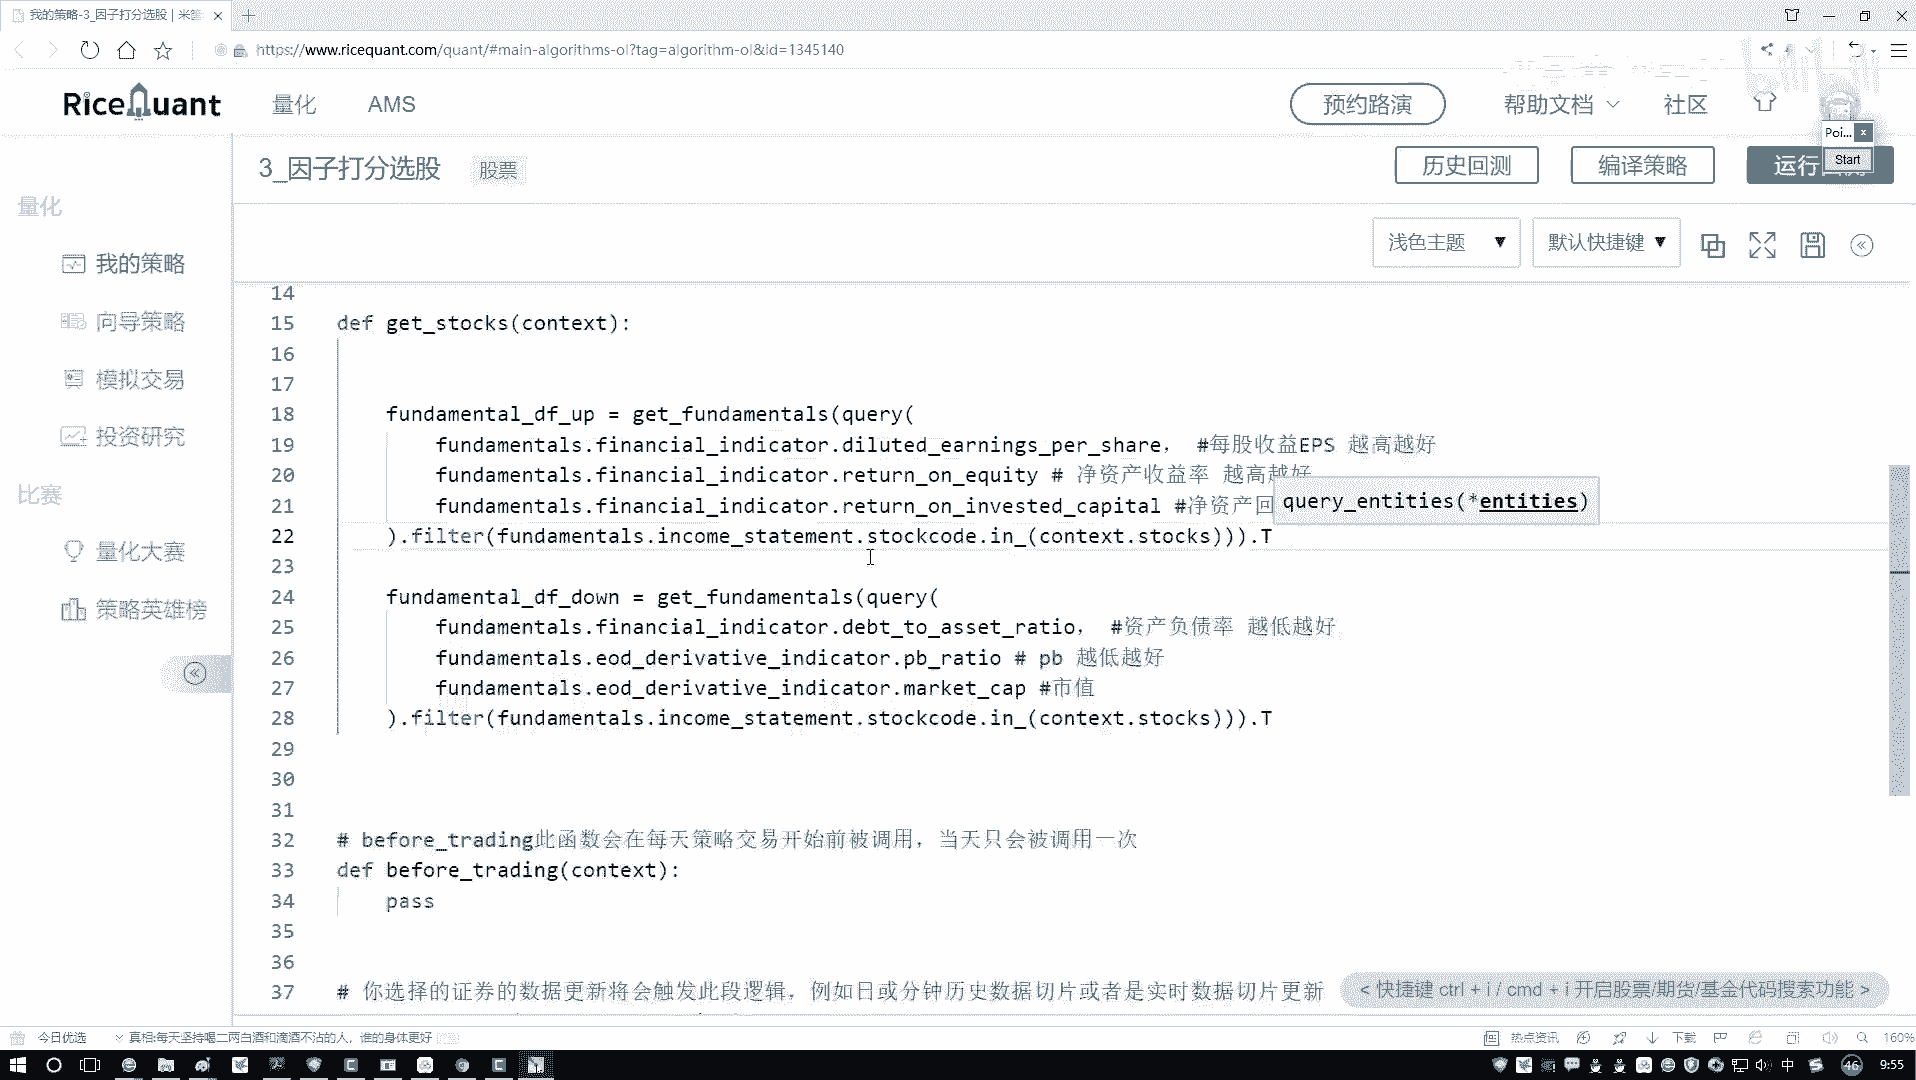 我的策略-3_因子打分选股 | 米筐
https://www.ricequant.com/quant/#main-algorithms-ol?tag=algorithm-ol&id=1345140
bilibili
RiceQuant
量化
AMS
预约路演
帮助文档
社区
Poi...
Start
3_因子打分选股
股票
历史回测
编译策略
运行
量化
我的策略
向导策略
模拟交易
投资研究
比赛
量化大赛
策略英雄榜
浅色主题
默认快捷键
14
15 def get_stocks(context):
16
17
18 fundamental_df_up = get_fundamentals(query(
19 fundamentals.financial_indicator.diluted_earnings_per_share， #每股收益EPS 越高越好
20 fundamentals.financial_indicator.return_on_equity # 净资产收益率 越高越好
21 fundamentals.financial_indicator.return_on_invested_capital #净资产回
query_entities(*entities)
22 ).filter(fundamentals.income_statement.stockcode.in_(context.stocks))).T
23
24 fundamental_df_down = get_fundamentals(query(
25 fundamentals.financial_indicator.debt_to_asset_ratio， #资产负债率 越低越好
26 fundamentals.eod_derivative_indicator.pb_ratio # pb 越低越好
27 fundamentals.eod_derivative_indicator.market_cap #市值
28 ).filter(fundamentals.income_statement.stockcode.in_(context.stocks))).T
29
30
31
32 # before_trading此函数会在每天策略交易开始前被调用，当天只会被调用一次
33 def before_trading(context):
34 pass
35
36
37 # 你选择的证券的数据更新将会触发此段逻辑，例如日或分钟历史数据切片或者是实时数据切片更新
< 快捷键 ctrl + i / cmd + i 开启股票/期货/基金代码搜索功能 >
今日优选
真相:每天坚持喝二两白酒和滴酒不沾的人，谁的身体更好
热点资讯
下载
160%
中
46
9:55